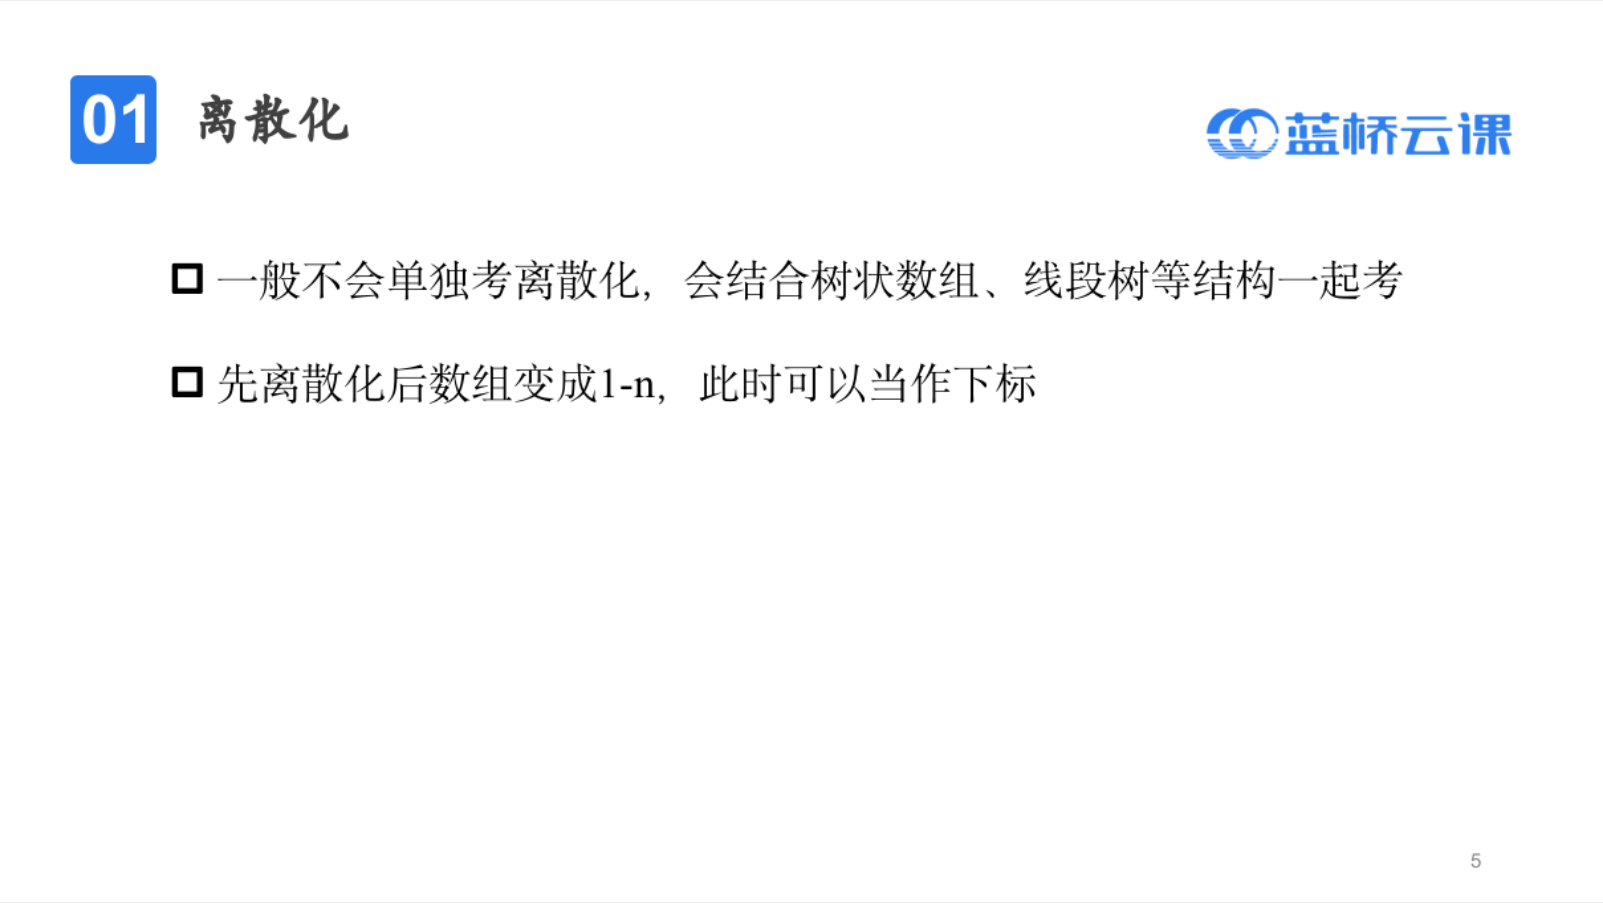 01 离散化
蓝桥云课
一般不会单独考离散化，会结合树状数组、线段树等结构一起考
先离散化后数组变成1-n，此时可以当作下标
5